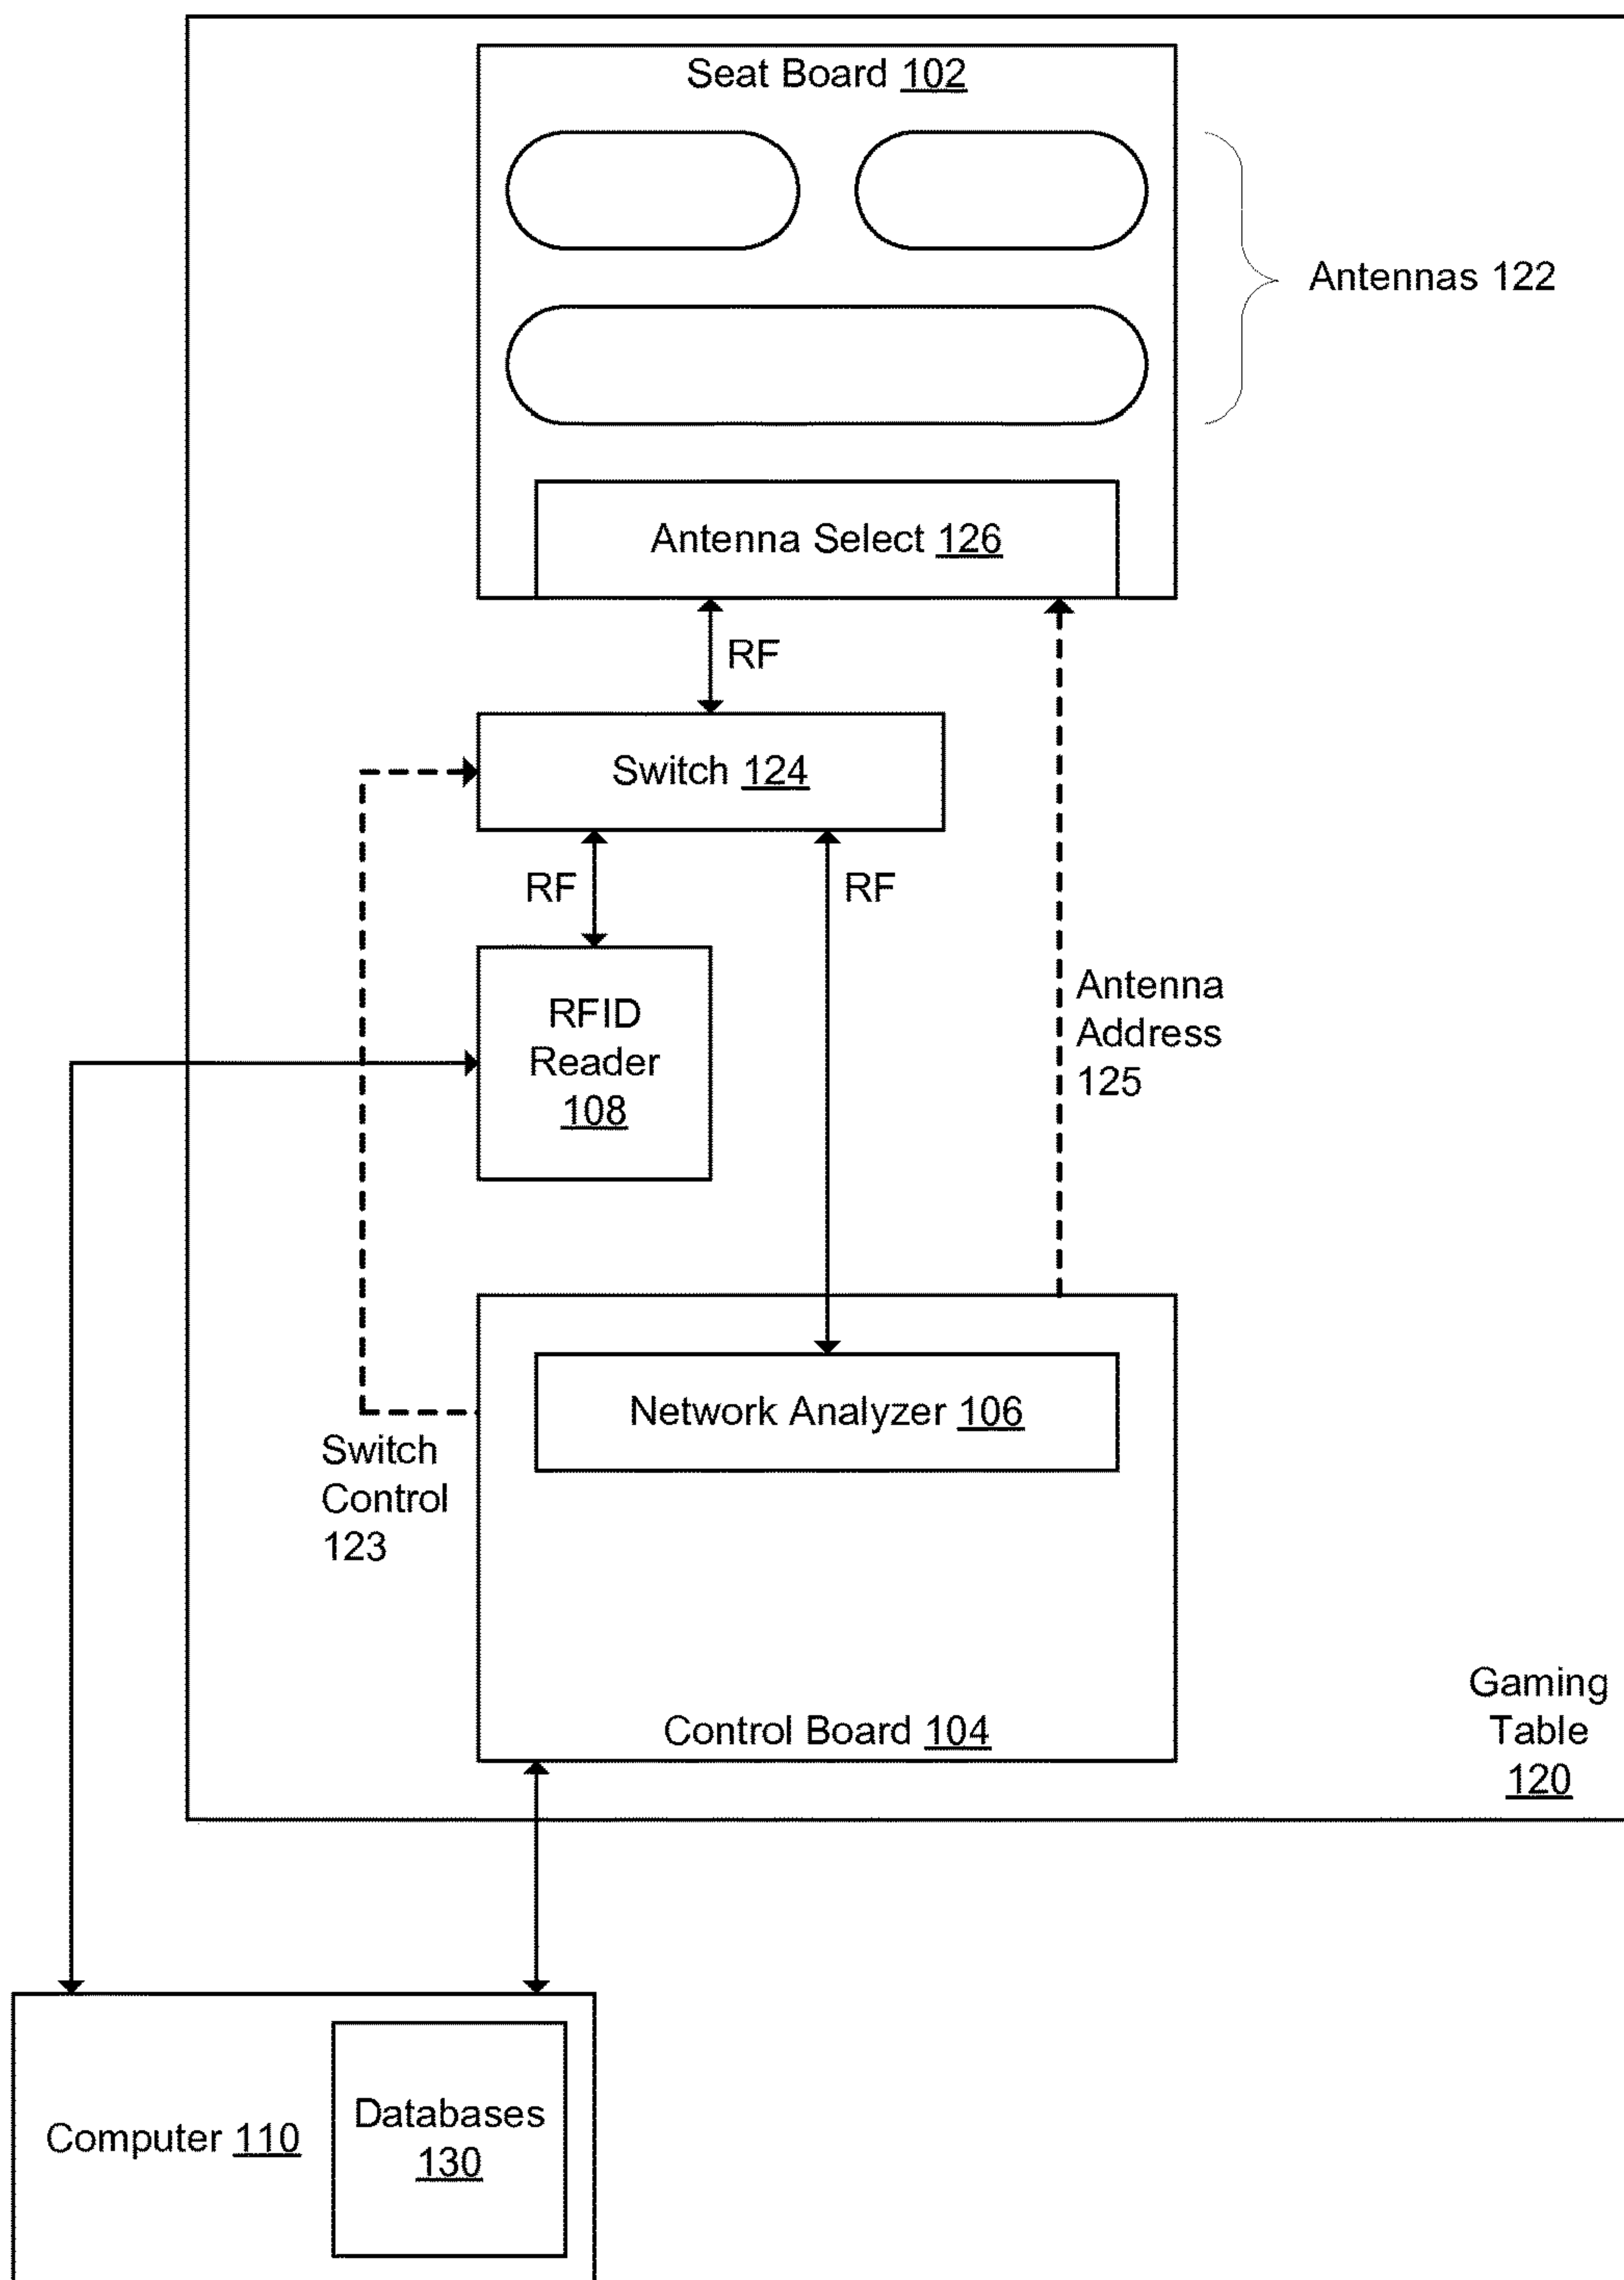 Seat Board 102
Antennas 122
Antenna Select 126
RF
Switch 124
RF
RF
RFID
Reader
108
Antenna
Address
125
Network Analyzer 106
Switch
Control
123
Control Board 104
Gaming
Table
120
Computer 110
Databases
130